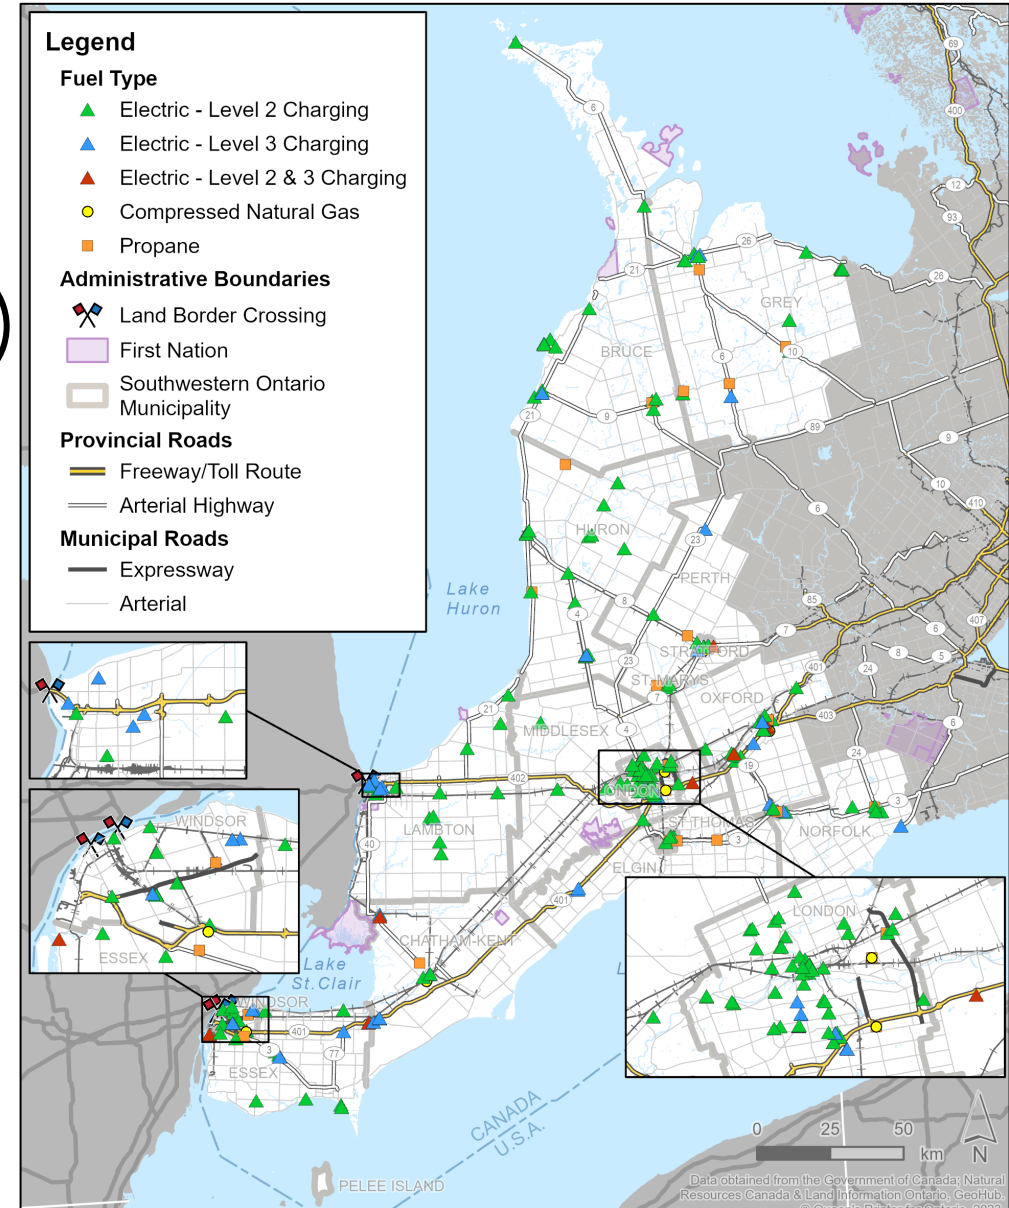 Legend
Fuel Type
Electric - Level 2 Charging
Electric - Level 3 Charging
Electric - Level 2 & 3 Charging
Compressed Natural Gas
Propane
Administrative Boundaries
Land Border Crossing
First Nation
Southwestern Ontario
Municipality
Provincial Roads
Freeway/Toll Route
Arterial Highway
Municipal Roads
Expressway
Arterial
69
400
12
93
6
26
21
26
GREY
BRUCE
6
10
21
9
89
9
10
410
6
HURON
23
PERTH
Lake
Huron
85
407
4
8
7
6
STRATFORD
8
5
23
401
24
ST. MARYS
7
OXFORD
21
403
6
MIDDLESEX
4
24
19
402
LONDON
3
ST. THOMAS
NORFOLK
LAMBTON
40
3
ELGIN
401
CHATHAM-KENT
Lake
St.Clair
WINDSOR
ESSEX
LONDON
L
WINDSOR
401
3
77
ESSEX
CANADA
U.S.A.
0
25
50
km
N
PELEE ISLAND
Data obtained from the Government of Canada; Natural
Resources Canada & Land Information Ontario, GeoHub.
© Queen's Printer for Ontario, 2023